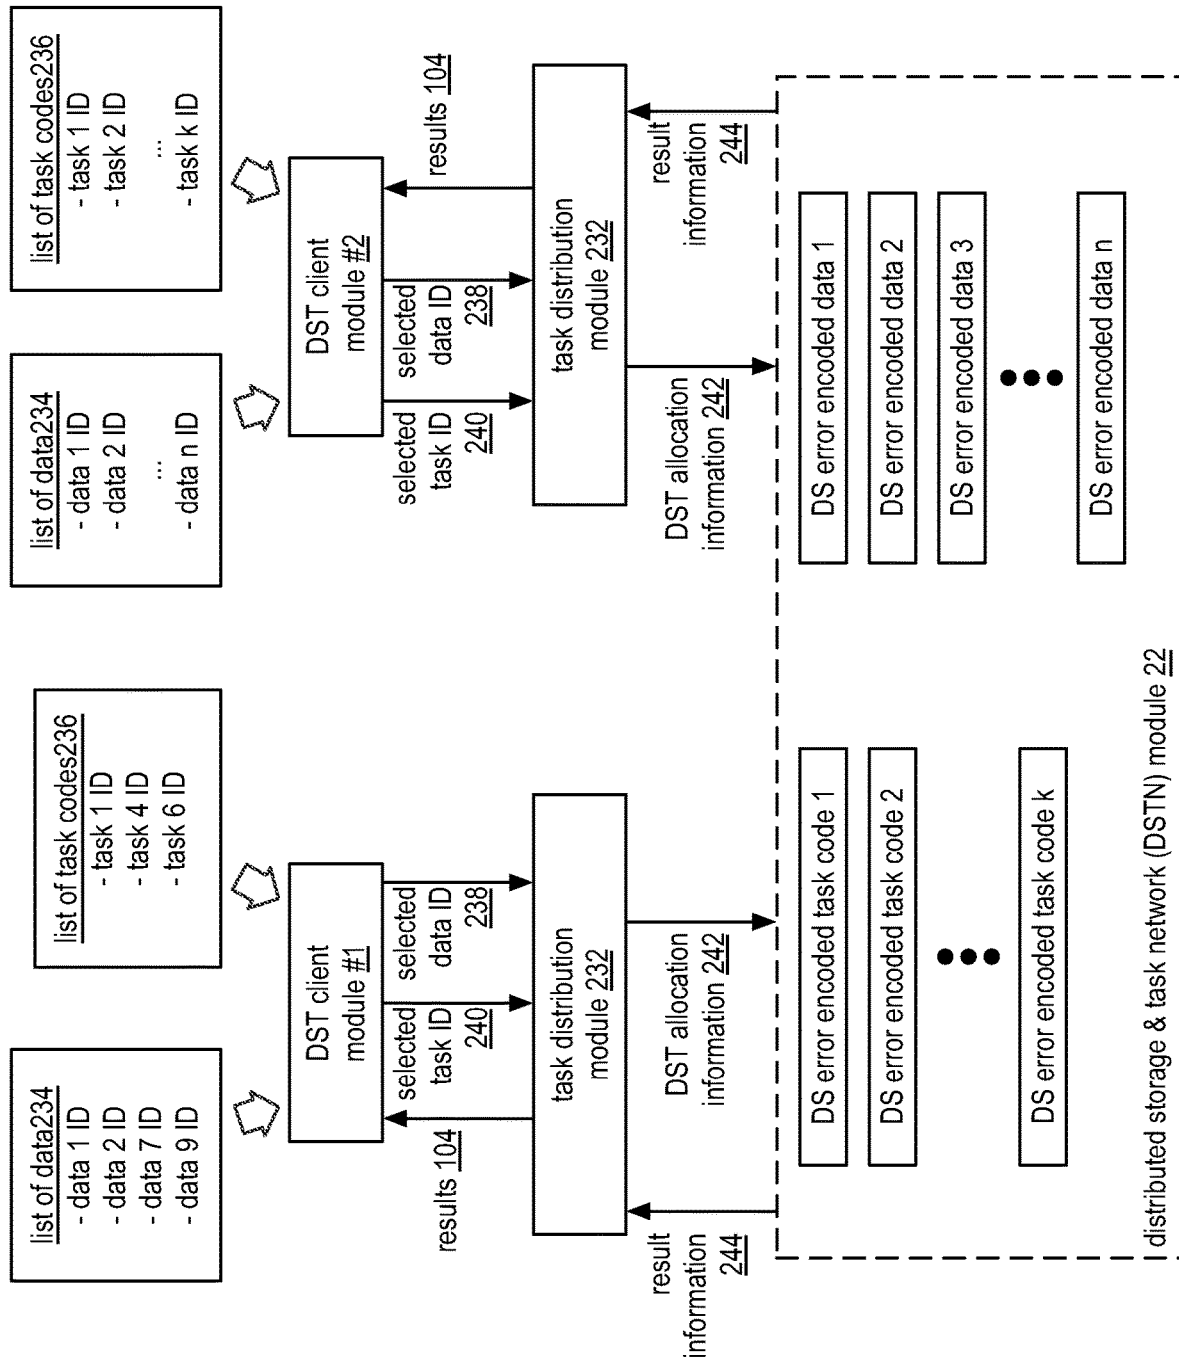 list of data234
- data 1 ID
- data 2 ID
- data 7 ID
- data 9 ID
list of task codes236
- task 1 ID
- task 4 ID
- task 6 ID
list of data234
- data 1 ID
- data 2 ID
...
- data n ID
list of task codes236
- task 1 ID
- task 2 ID
...
- task k ID
DST client
module #1
DST client
module #2
results 104
selected
task ID
240
selected
data ID
238
selected
task ID
240
selected
data ID
238
results 104
task distribution
module 232
task distribution
module 232
result
information
244
DST allocation
information 242
DST allocation
information 242
result
information
244
DS error encoded task code 1
DS error encoded task code 2
DS error encoded task code k
DS error encoded data 1
DS error encoded data 2
DS error encoded data 3
DS error encoded data n
distributed storage & task network (DSTN) module 22